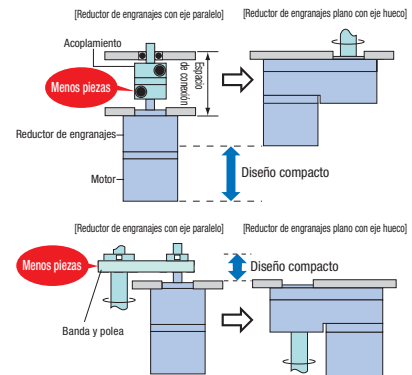 [Reductor de engranajes con eje paralelo]
[Reductor de engranajes plano con eje hueco]
Acoplamiento
Espacio
de conexión
Menos piezas
Reductor de engranajes
Motor
Diseño compacto
[Reductor de engranajes con eje paralelo]
[Reductor de engranajes plano con eje hueco]
Menos piezas
Diseño compacto
Banda y polea